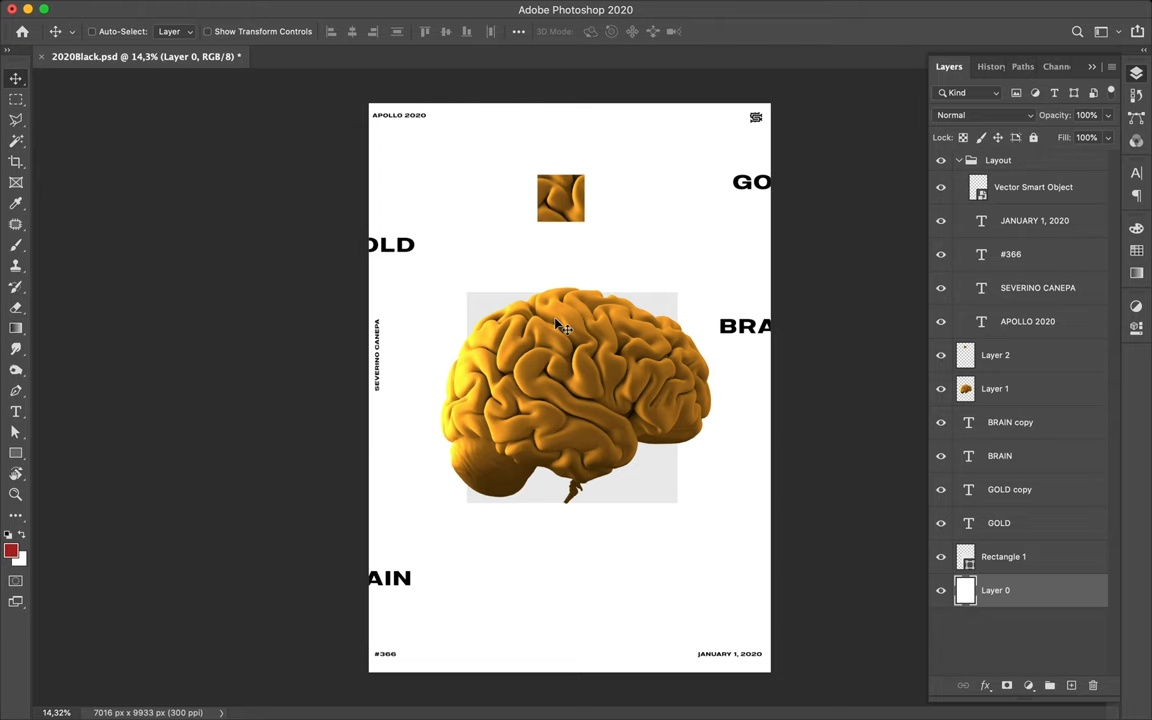 Adobe Photoshop 2020
Auto-Select: Layer Show Transform Controls 3D Mode:
2020Black.psd @ 14,3% (Layer 0, RGB/8) *
Layers History Paths Chann
Kind
Normal Opacity: 100%
Lock: Fill: 100%
Layout
Vector Smart Object
JANUARY 1, 2020
#366
SEVERINO CANEPA
APOLLO 2020
Layer 2
Layer 1
BRAIN copy
BRAIN
GOLD copy
GOLD
Rectangle 1
Layer 0
APOLLO 2020
GO
OLD
SEVERINO CANEPA
BRA
AIN
#366
JANUARY 1, 2020
14,32% 7016 px x 9933 px (300 ppi)